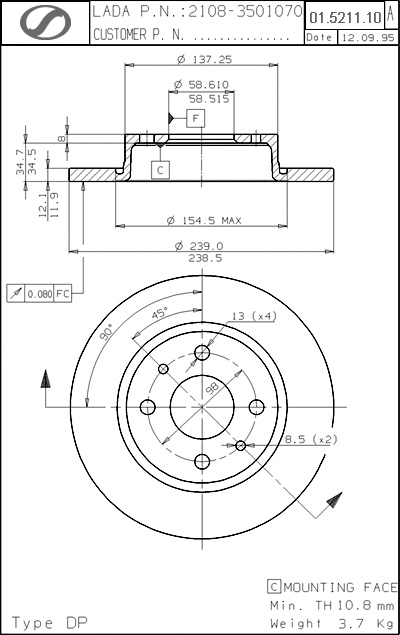 LADA P.N.:2108-3501070
CUSTOMER P. N. ...............
01.5211.10
A
Date
12.09.95
Ø 137.25
Ø 58.610
58.515
F
8
34.7
34.5
C
12.1
11.9
Ø 154.5 MAX
Ø 239.0
238.5
0.080 FC
13 (x4)
45°
90°
98
8.5 (x2)
C MOUNTING FACE
Min. TH 10.8 mm
Type DP
Weight 3.7 Kg